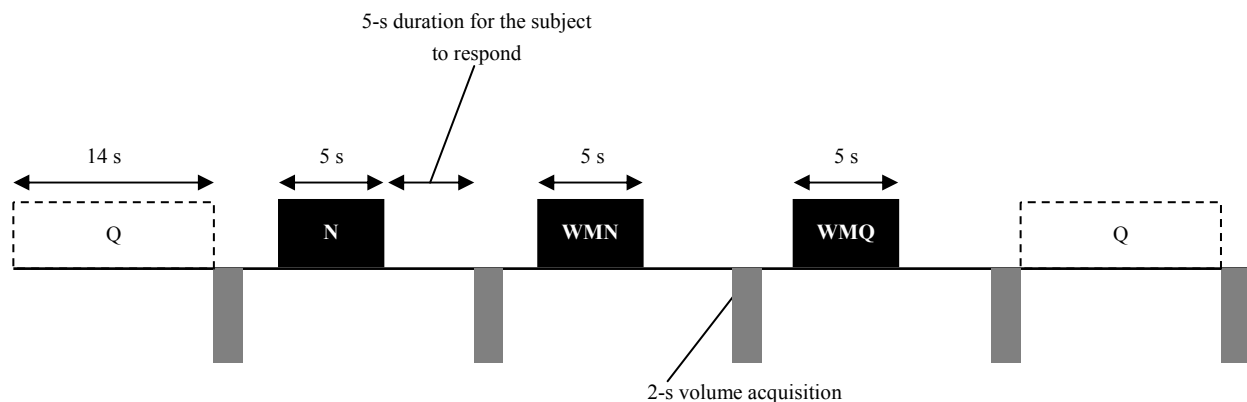 5-s duration for the subject
to respond
14 s
5 s
5 s
5 s
Q
N
WMN
WMQ
Q
2-s volume acquisition